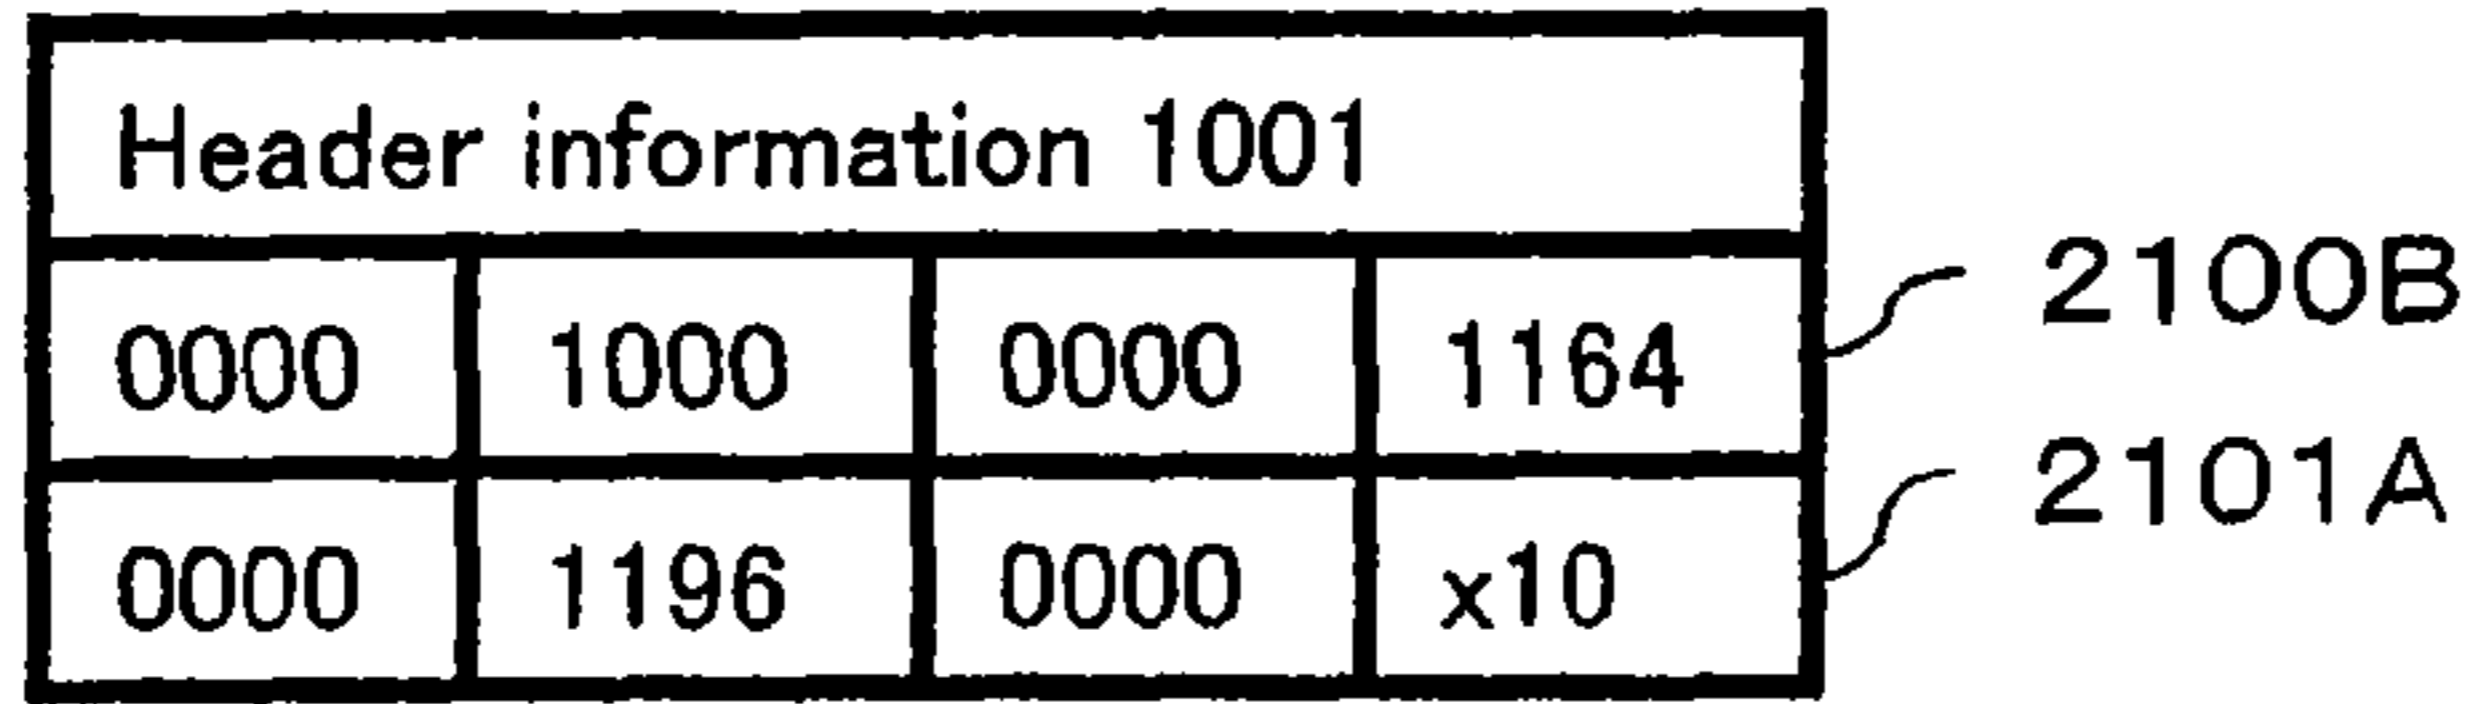 Header information 1001
0000 1000 0000 1164 2100B
0000 1196 0000 x10 2101A